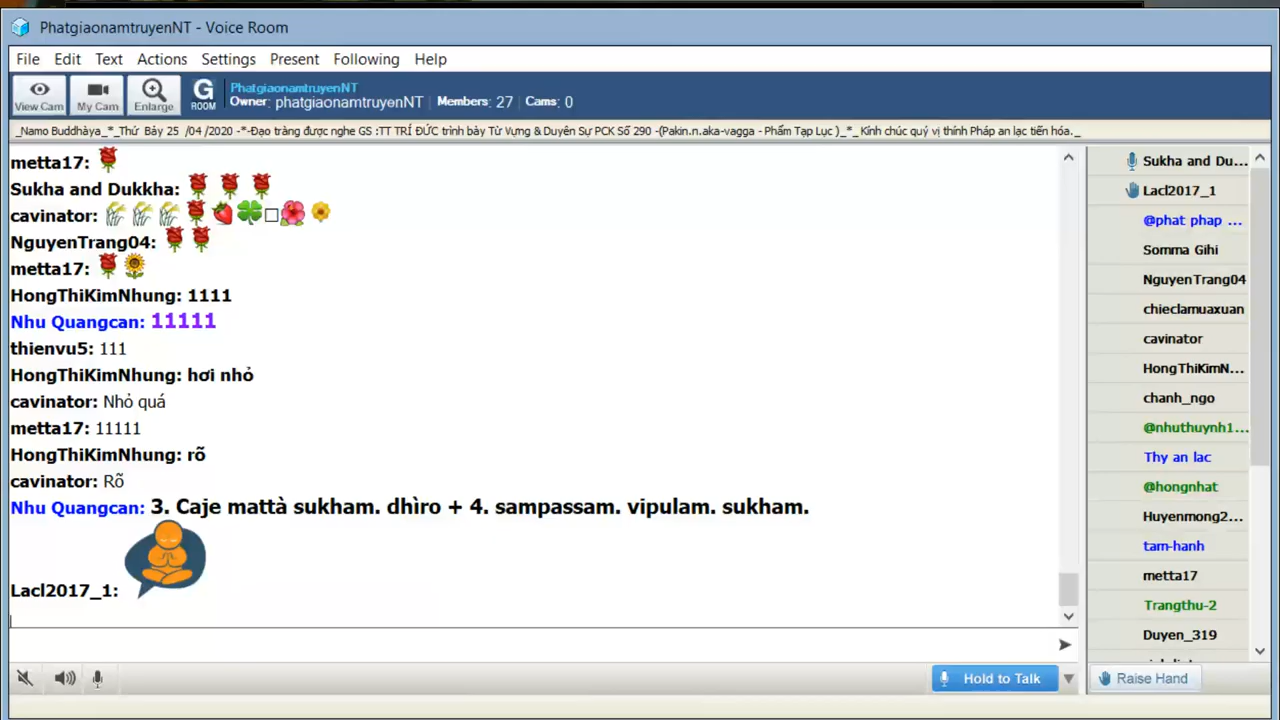 PhatgiaonamtruyenNT - Voice Room
File Edit Text Actions Settings Present Following Help
View Cam My Cam Enlarge G ROOM
PhatgiaonamtruyenNT
Owner: phatgiaonamtruyenNT Members: 27 Cams: 0
_Namo Buddhàya_*_Thứ Bảy 25 /04 /2020 -*-Đạo tràng được nghe GS :TT TRÍ ĐỨC trình bày Từ Vựng & Duyên Sự PCK Số 290 -(Pakin.n.aka-vagga - Phẩm Tạp Lục )_*_ Kính chúc quý vị thính Pháp an lạc tiến hóa._
metta17:
Sukha and Dukkha:
cavinator:
NguyenTrang04:
metta17:
HongThiKimNhung: 1111
Nhu Quangcan: 11111
thienvu5: 111
HongThiKimNhung: hơi nhỏ
cavinator: Nhỏ quá
metta17: 11111
HongThiKimNhung: rõ
cavinator: Rõ
Nhu Quangcan: 3. Caje mattà sukham. dhìro + 4. sampassam. vipulam. sukham.
Lacl2017_1:
Sukha and Du...
Lacl2017_1
@phat phap ...
Somma Gihi
NguyenTrang04
chieclamuaxuan
cavinator
HongThiKimN...
chanh_ngo
@nhuthuynh1...
Thy an lac
@hongnhat
Huyenmong2...
tam-hanh
metta17
Trangthu-2
Duyen_319
Hold to Talk
Raise Hand